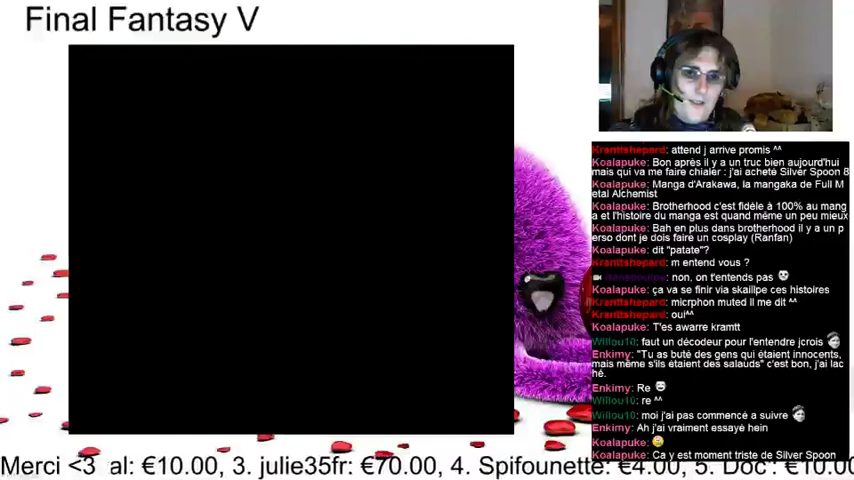 Final Fantasy V
Kramttshepard: attend j arrive promis ^^
Koalapuke: Bon après il y a un truc bien aujourd'hui
mais qui va me faire chialer : j'ai acheté Silver Spoon 8
Koalapuke: Manga d'Arakawa, la mangaka de Full M
etal Alchemist
Koalapuke: Brotherhood c'est fidèle à 100% au mang
a et l'histoire du manga est quand même un peu mieux
Koalapuke: Bah en plus dans brotherhood il y a un p
erso dont je dois faire un cosplay (Ranfan)
Koalapuke: dit "patate"?
Kramttshepard: m entend vous ?
non, on t'entends pas
Koalapuke: ça va se finir via skaillpe ces histoires
Kramttshepard: micrphon muted il me dit ^^
Kramttshepard: oui^^
Koalapuke: T'es awarre kramtt
Willou10: faut un décodeur pour l'entendre jcrois
Enkimy: "Tu as buté des gens qui étaient innocents,
mais même s'ils étaient des salauds" c'est bon, j'ai lac
hé.
Enkimy: Re
Willou10: re ^^
Willou10: moi j'ai pas commencé a suivre
Enkimy: Ah j'ai vraiment essayé hein
Koalapuke:
Koalapuke: Ca y est moment triste de Silver Spoon
Merci <3 al: €10.00, 3. julie35fr: €70.00, 4. Spifounette: €4.00, 5. Doc : €10.00